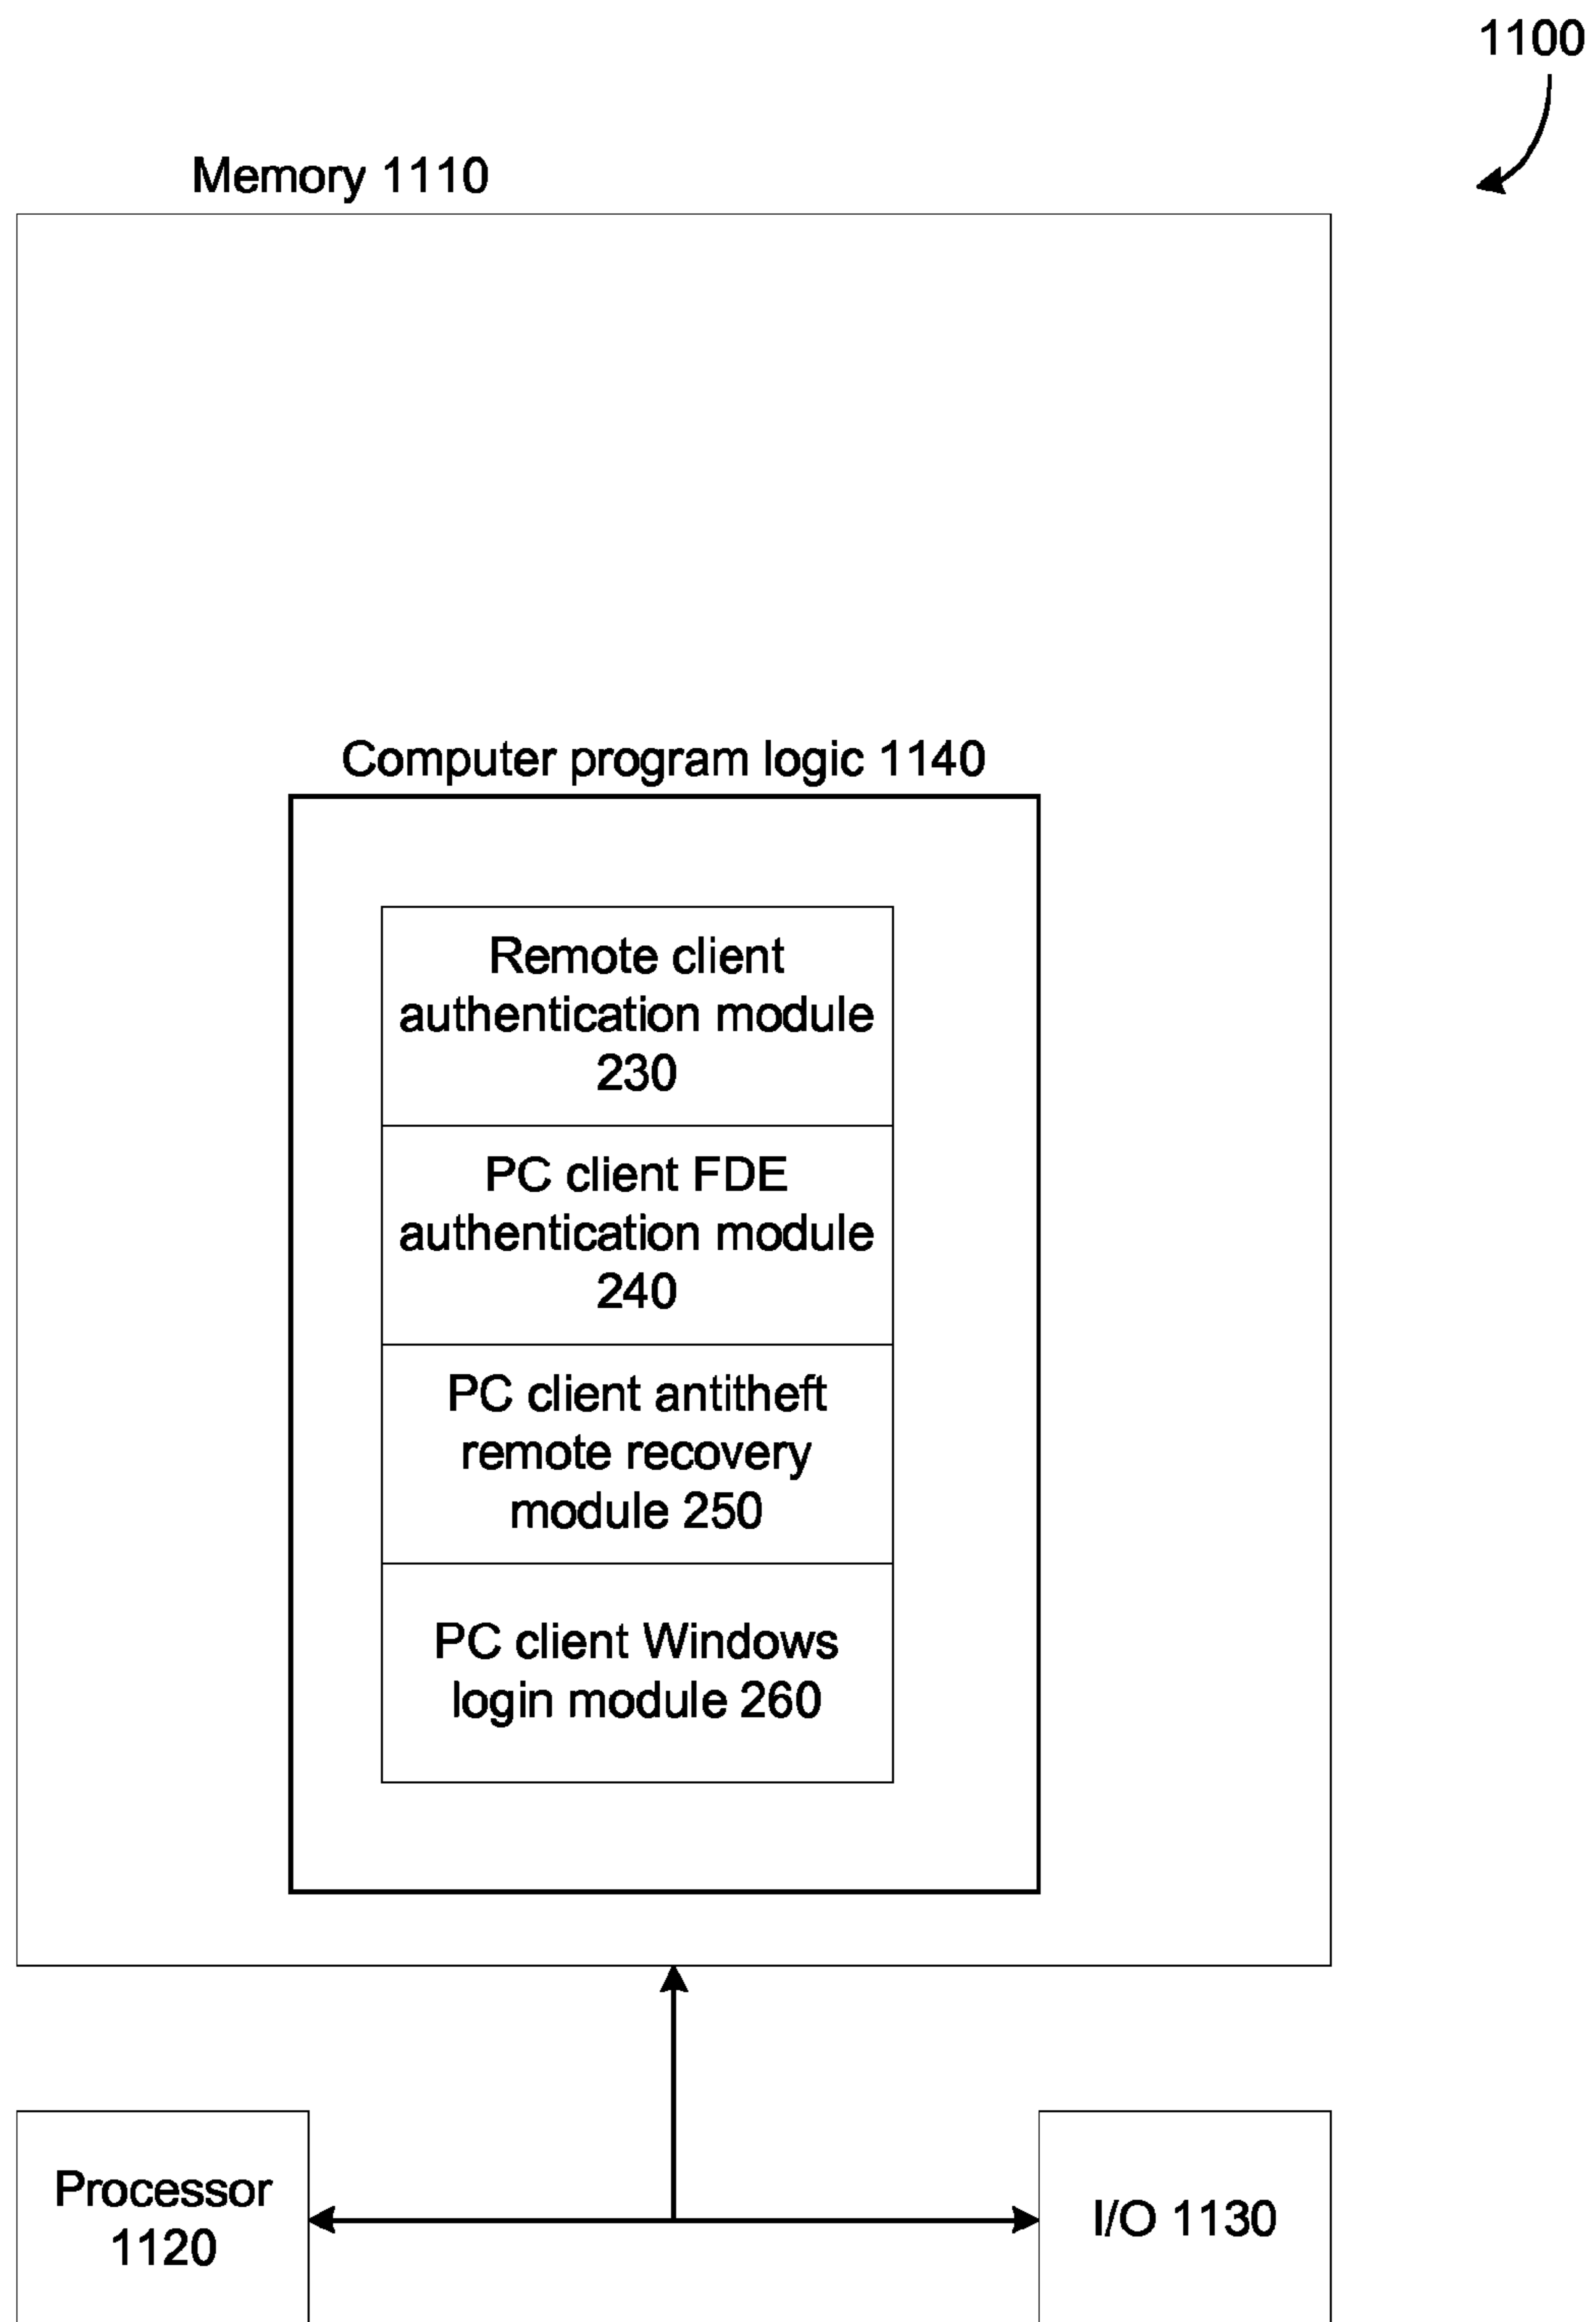 1100
Memory 1110
Computer program logic 1140
Remote client
authentication module
230
PC client FDE
authentication module
240
PC client antitheft
remote recovery
module 250
PC client Windows
login module 260
Processor
1120
I/O 1130